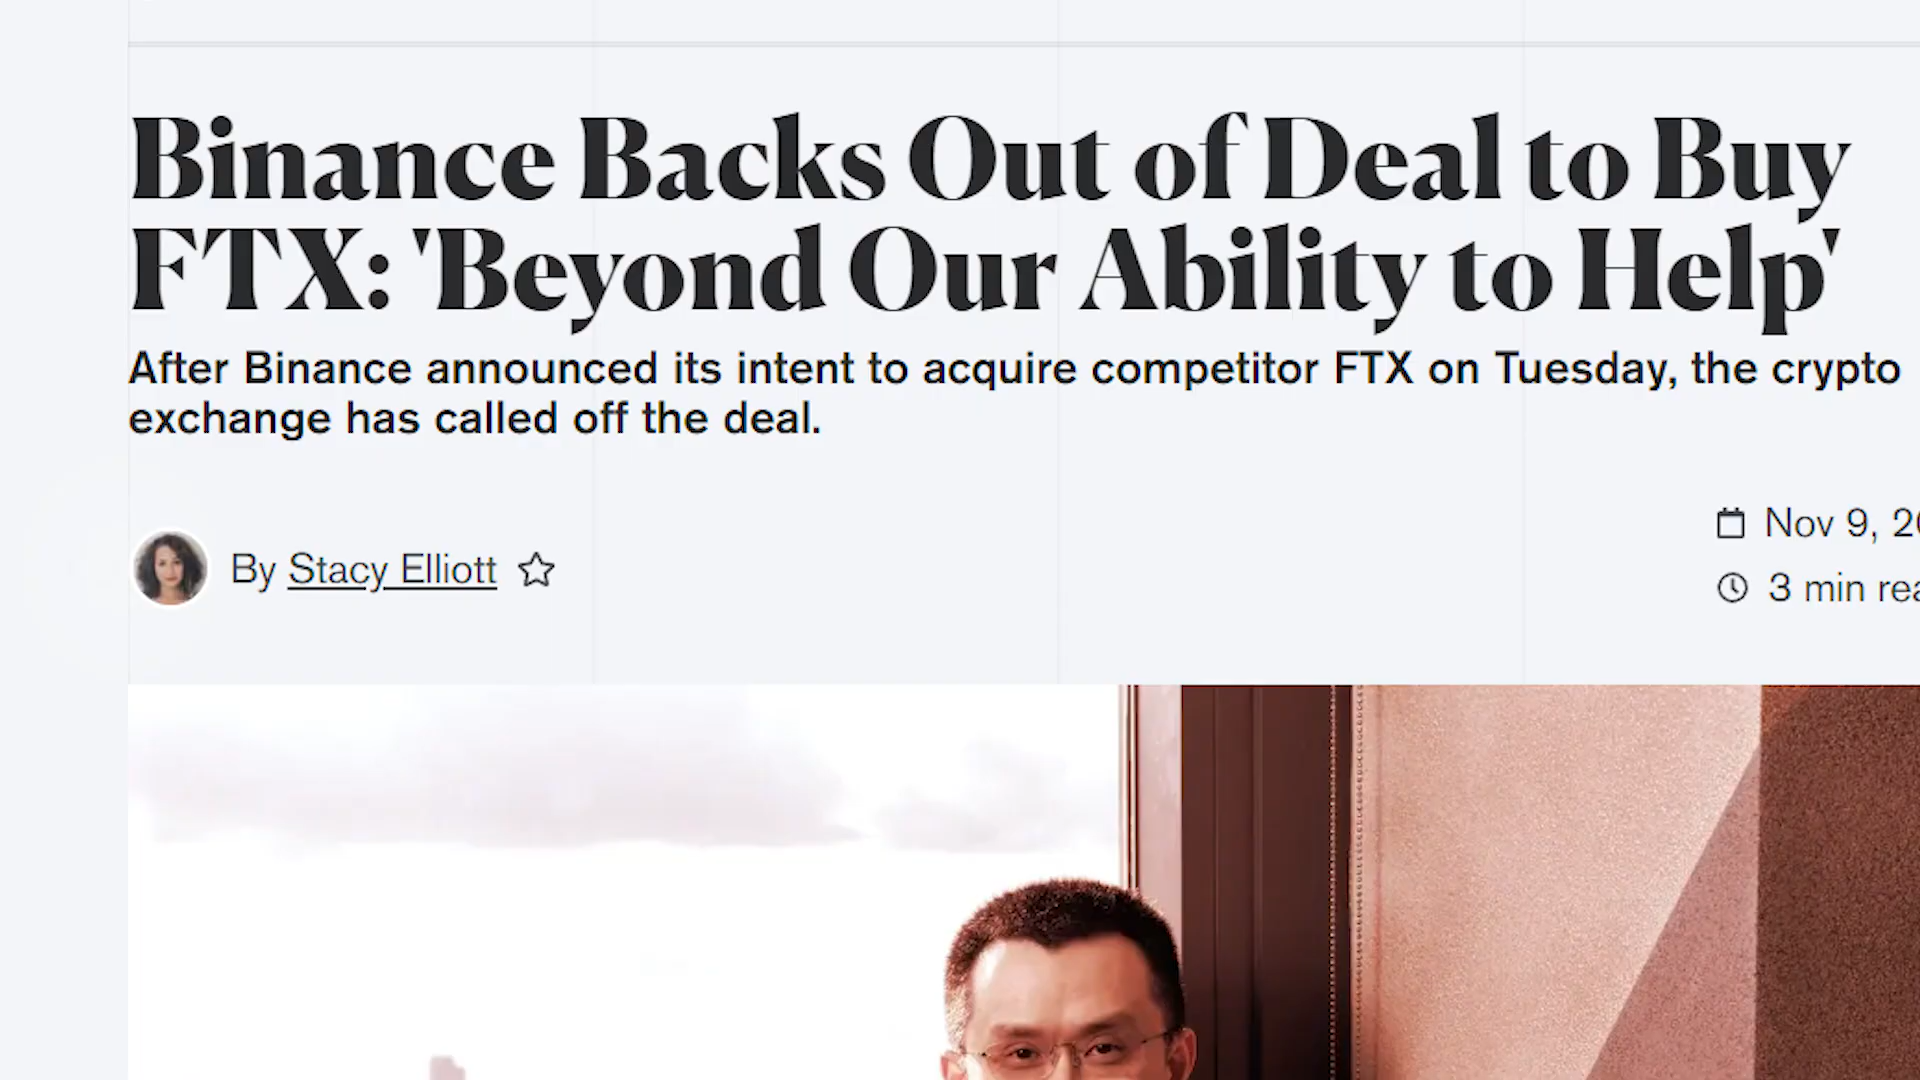 Binance Backs Out of Deal to Buy
FTX: 'Beyond Our Ability to Help'
After Binance announced its intent to acquire competitor FTX on Tuesday, the crypto
exchange has called off the deal.
By Stacy Elliott
Nov 9, 20
3 min rea